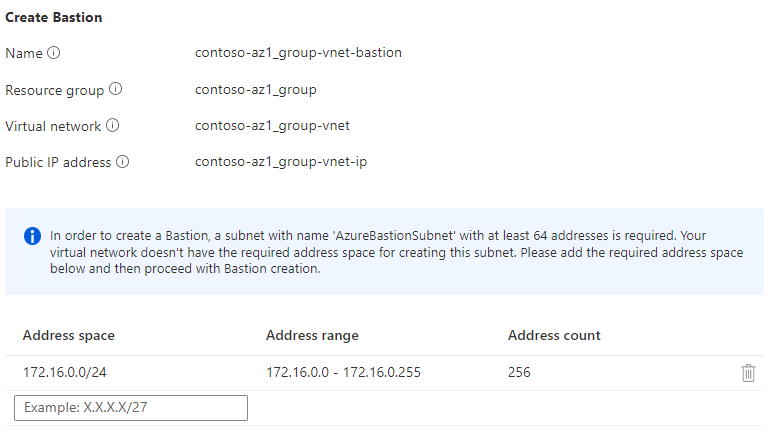 Create Bastion
Name contoso-az1_group-vnet-bastion
Resource group contoso-az1_group
Virtual network contoso-az1_group-vnet
Public IP address contoso-az1_group-vnet-ip
In order to create a Bastion, a subnet with name 'AzureBastionSubnet' with at least 64 addresses is required. Your
virtual network doesn't have the required address space for creating this subnet. Please add the required address space
below and then proceed with Bastion creation.
Address space Address range Address count
172.16.0.0/24 172.16.0.0 - 172.16.0.255 256
Example: X.X.X.X/27